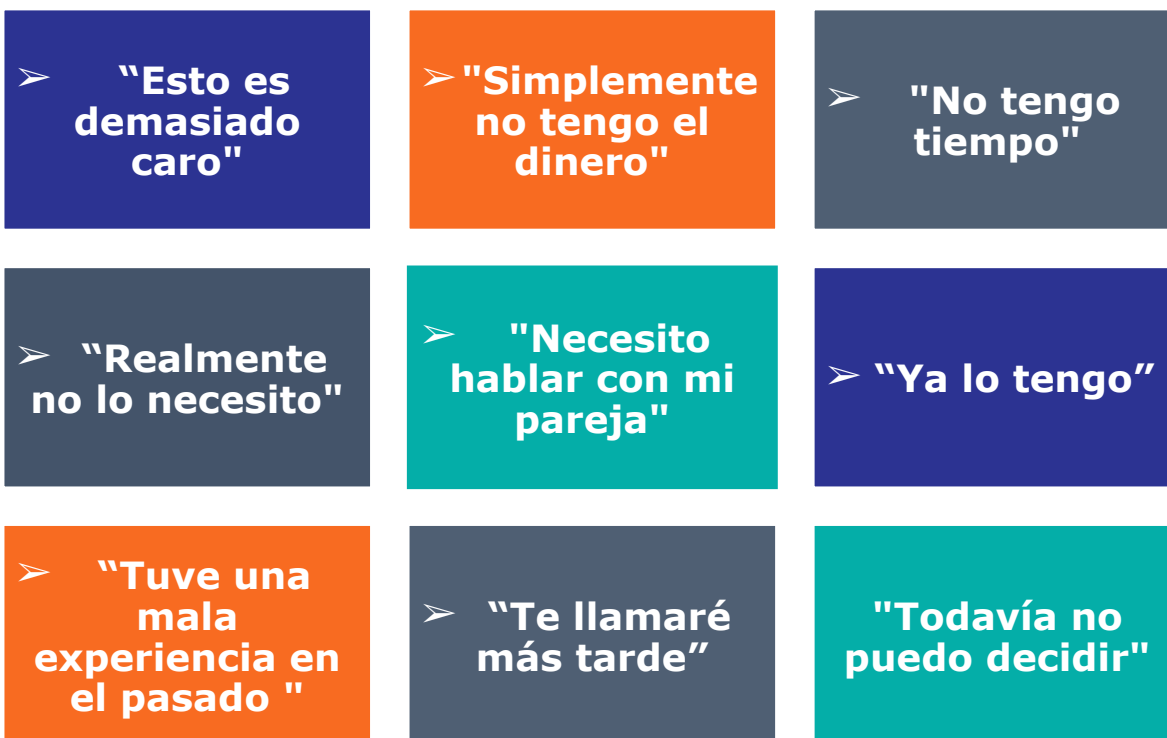 ➢ “Esto es
demasiado
caro"
➢ "Simplemente
no tengo el
dinero"
➢ "No tengo
tiempo"
➢ “Realmente
no lo necesito"
➢ "Necesito
hablar con mi
pareja"
➢ “Ya lo tengo”
➢ “Tuve una
mala
experiencia en
el pasado "
➢ “Te llamaré
más tarde”
"Todavía no
puedo decidir"